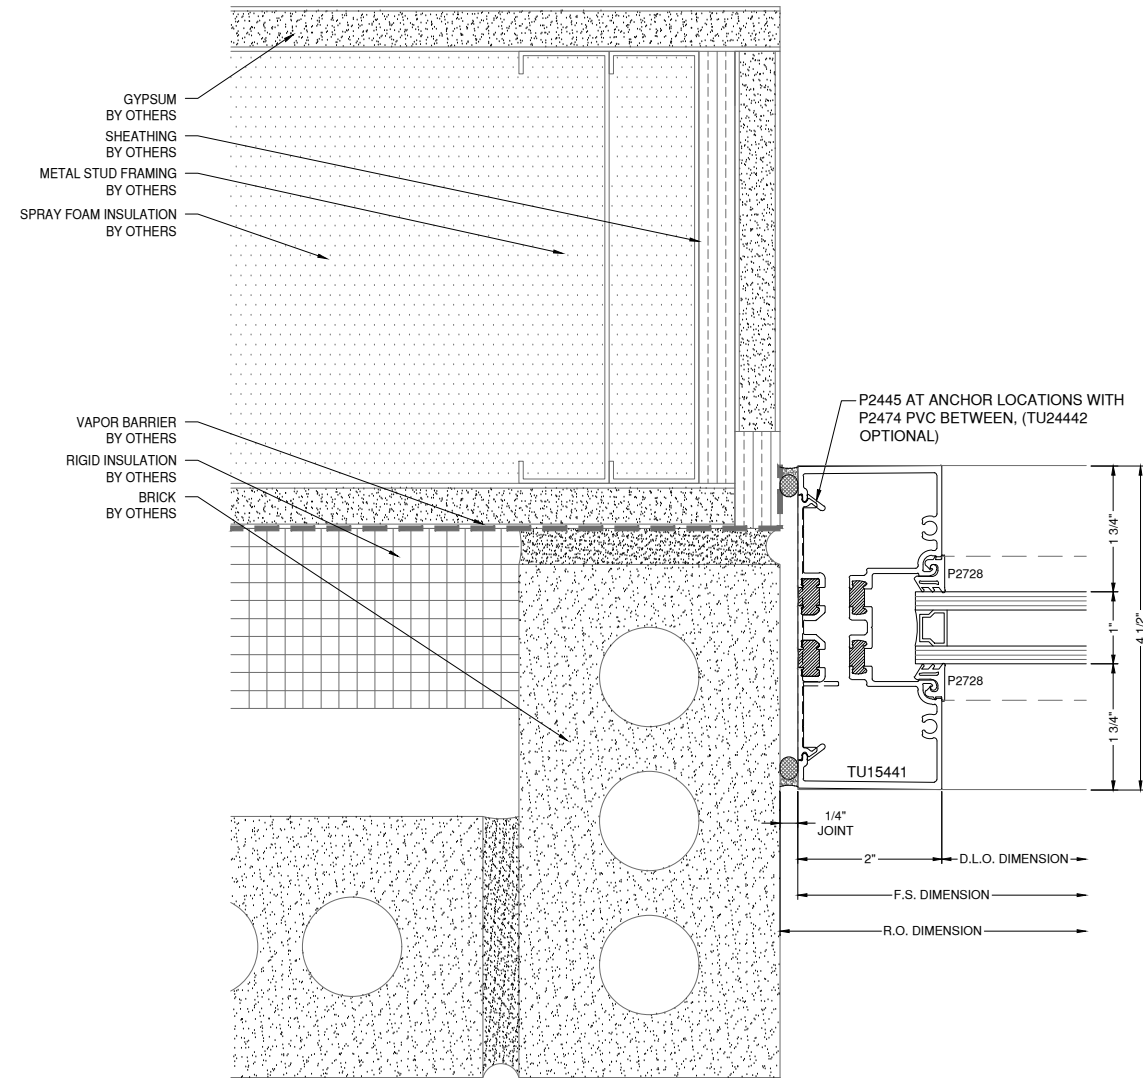 GYPSUM
BY OTHERS
SHEATHING
BY OTHERS
METAL STUD FRAMING
BY OTHERS
SPRAY FOAM INSULATION
BY OTHERS
VAPOR BARRIER
BY OTHERS
RIGID INSULATION
BY OTHERS
BRICK
BY OTHERS
P2445 AT ANCHOR LOCATIONS WITH
P2474 PVC BETWEEN, (TU24442
OPTIONAL)
1 3/4"
P2728
1"
4 1/2"
P2728
1 3/4"
TU15441
1/4"
JOINT
2"
D.L.O. DIMENSION
F.S. DIMENSION
R.O. DIMENSION